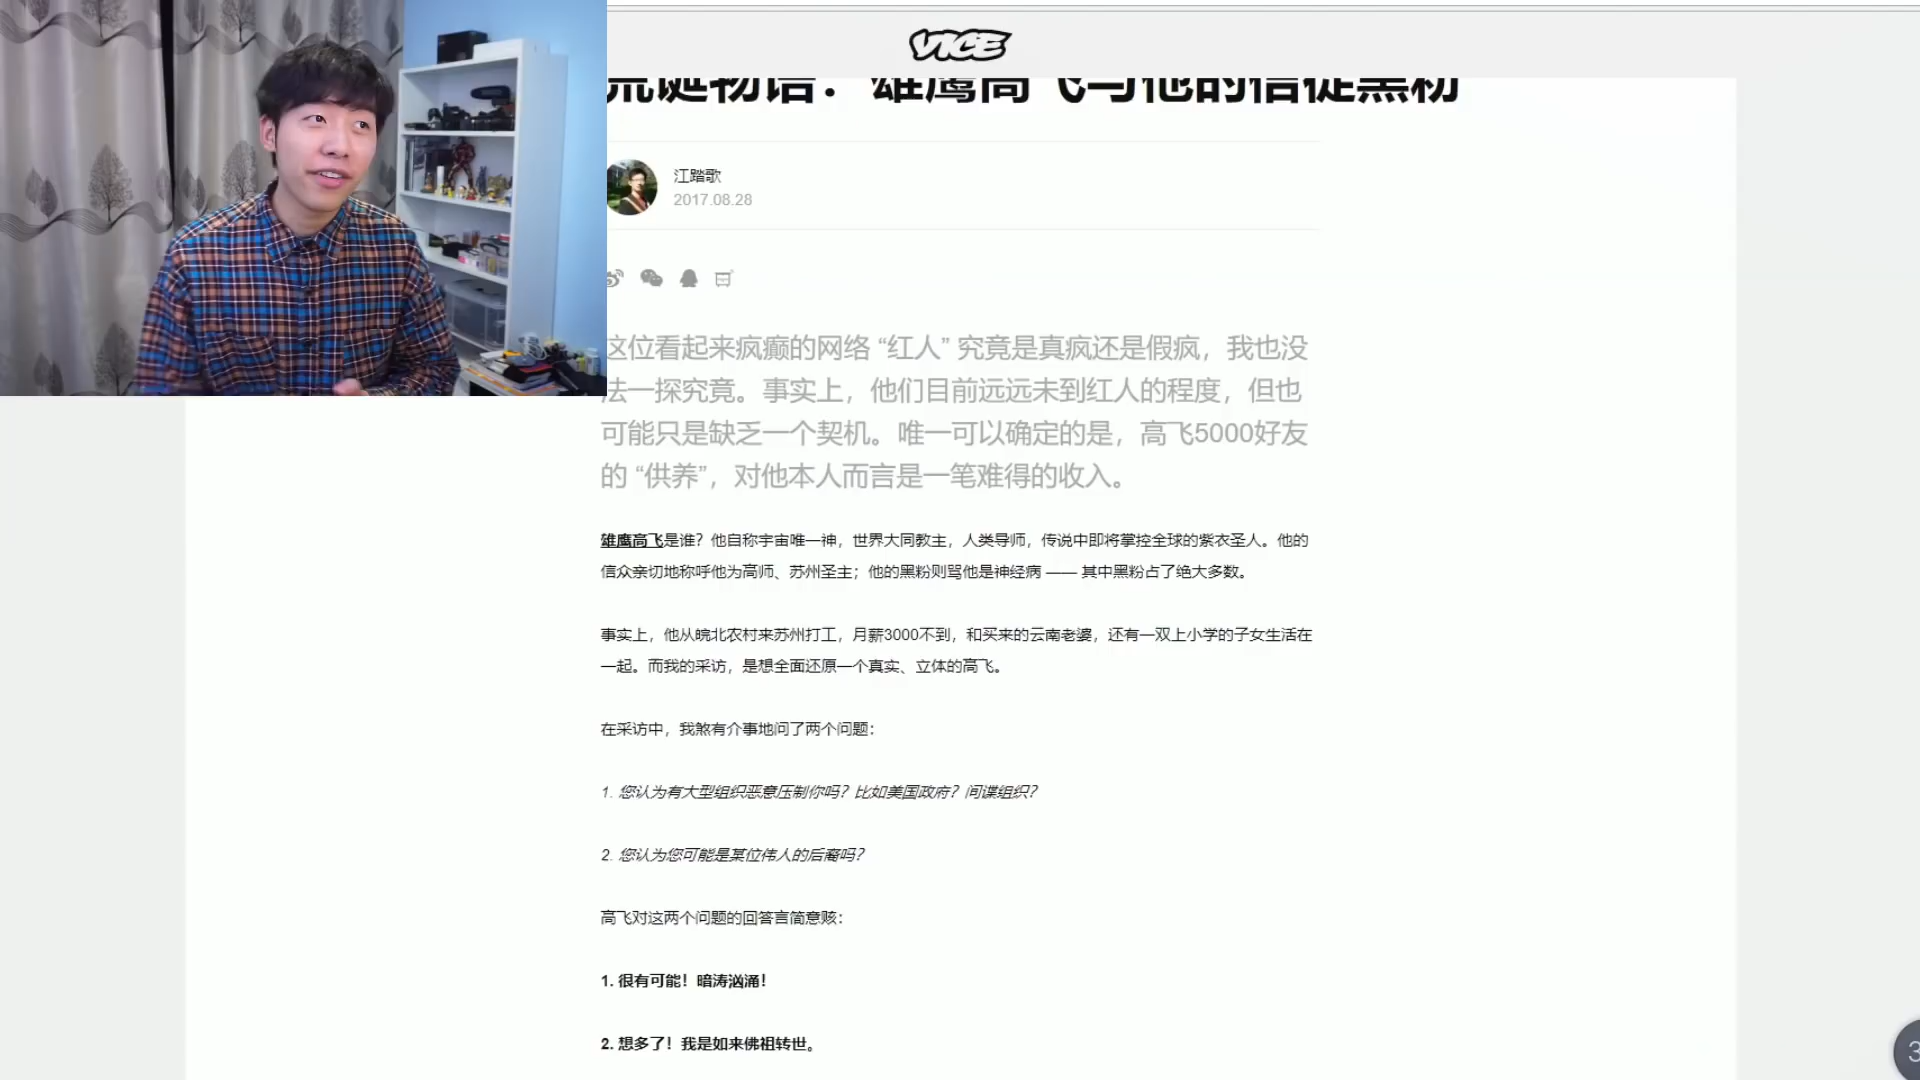 VICE
荒诞物语：雄鹰高飞与他的信徒黑粉
江踏歌
2017.08.28
这位看起来疯癫的网络 “红人” 究竟是真疯还是假疯，我也没
法一探究竟。事实上，他们目前远远未到红人的程度，但也
可能只是缺乏一个契机。唯一可以确定的是，高飞5000好友
的 “供养”，对他本人而言是一笔难得的收入。
雄鹰高飞是谁？他自称宇宙唯一神，世界大同教主，人类导师，传说中即将掌控全球的紫衣圣人。他的
信众亲切地称呼他为高师、苏州圣主；他的黑粉则骂他是神经病 —— 其中黑粉占了绝大多数。
事实上，他从皖北农村来苏州打工，月薪3000不到，和买来的云南老婆，还有一双上小学的子女生活在
一起。而我的采访，是想全面还原一个真实、立体的高飞。
在采访中，我煞有介事地问了两个问题：
1. 您认为有大型组织恶意压制你吗？比如美国政府？间谍组织？
2. 您认为您可能是某位伟人的后裔吗？
高飞对这两个问题的回答言简意赅：
1. 很有可能！暗涛汹涌！
2. 想多了！我是如来佛祖转世。
3